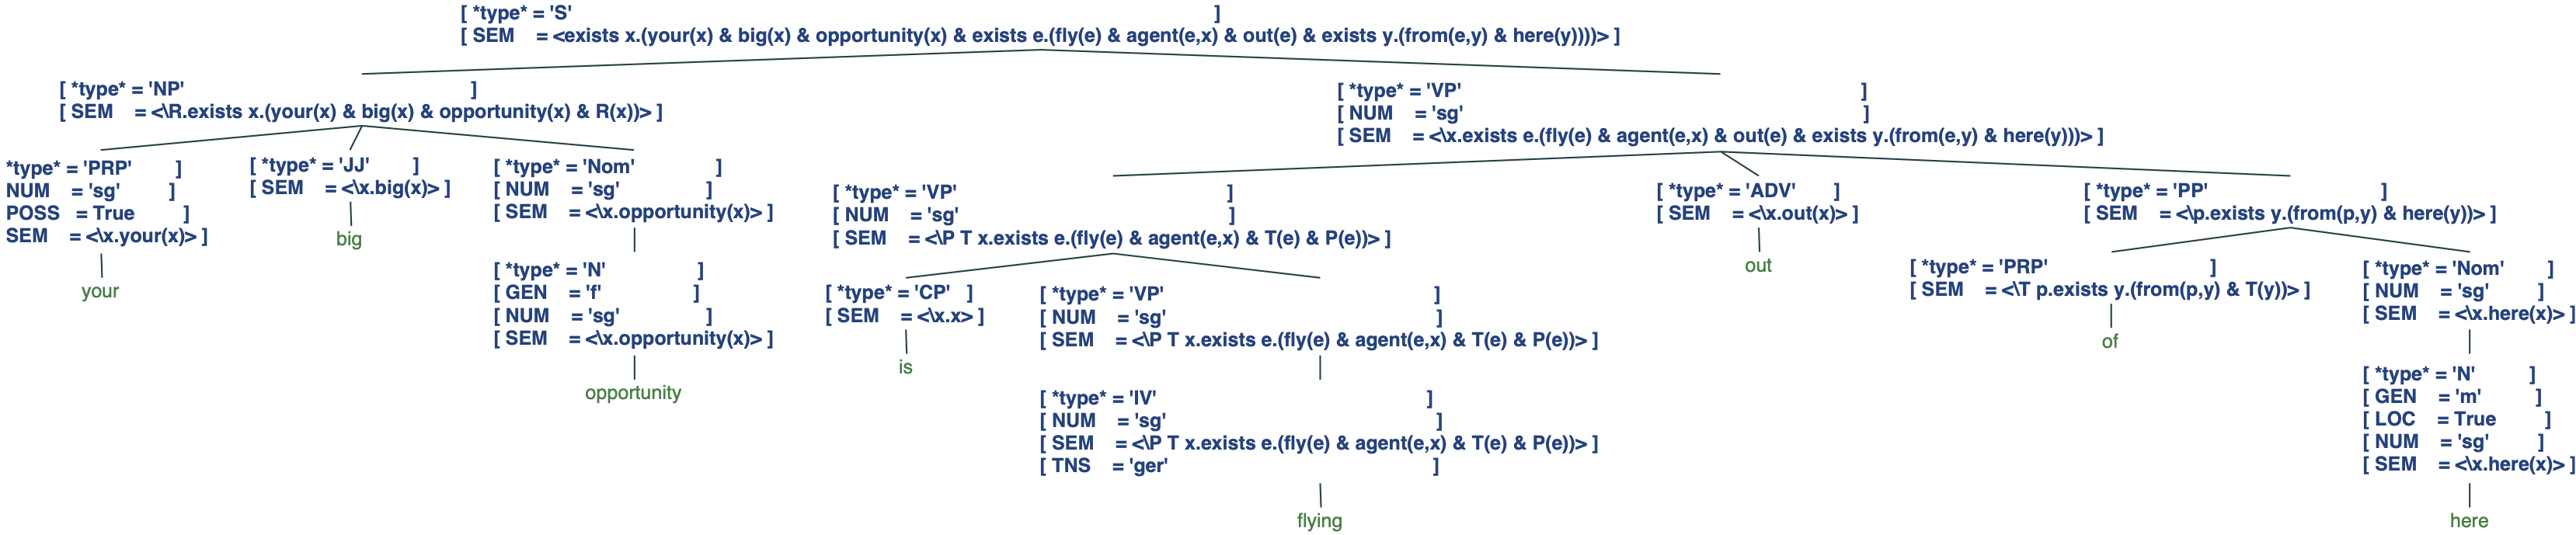 [ *type* = 'S' ]
[ SEM = <exists x.(your(x) & big(x) & opportunity(x) & exists e.(fly(e) & agent(e,x) & out(e) & exists y.(from(e,y) & here(y))))> ]
[ *type* = 'NP' ]
[ SEM = <\R.exists x.(your(x) & big(x) & opportunity(x) & R(x))> ]
[ *type* = 'VP' ]
[ NUM = 'sg' ]
[ SEM = <\x.exists e.(fly(e) & agent(e,x) & out(e) & exists y.(from(e,y) & here(y)))> ]
*type* = 'PRP' ]
NUM = 'sg' ]
POSS = True ]
SEM = <\x.your(x)> ]
your
[ *type* = 'JJ' ]
[ SEM = <\x.big(x)> ]
big
[ *type* = 'Nom' ]
[ NUM = 'sg' ]
[ SEM = <\x.opportunity(x)> ]
[ *type* = 'N' ]
[ GEN = 'f' ]
[ NUM = 'sg' ]
[ SEM = <\x.opportunity(x)> ]
opportunity
[ *type* = 'VP' ]
[ NUM = 'sg' ]
[ SEM = <\P T x.exists e.(fly(e) & agent(e,x) & T(e) & P(e))> ]
[ *type* = 'CP' ]
[ SEM = <\x.x> ]
is
[ *type* = 'VP' ]
[ NUM = 'sg' ]
[ SEM = <\P T x.exists e.(fly(e) & agent(e,x) & T(e) & P(e))> ]
[ *type* = 'IV' ]
[ NUM = 'sg' ]
[ SEM = <\P T x.exists e.(fly(e) & agent(e,x) & T(e) & P(e))> ]
[ TNS = 'ger' ]
flying
[ *type* = 'ADV' ]
[ SEM = <\x.out(x)> ]
out
[ *type* = 'PP' ]
[ SEM = <\p.exists y.(from(p,y) & here(y))> ]
[ *type* = 'PRP' ]
[ SEM = <\T p.exists y.(from(p,y) & T(y))> ]
of
[ *type* = 'Nom' ]
[ NUM = 'sg' ]
[ SEM = <\x.here(x)> ]
[ *type* = 'N' ]
[ GEN = 'm' ]
[ LOC = True ]
[ NUM = 'sg' ]
[ SEM = <\x.here(x)> ]
here